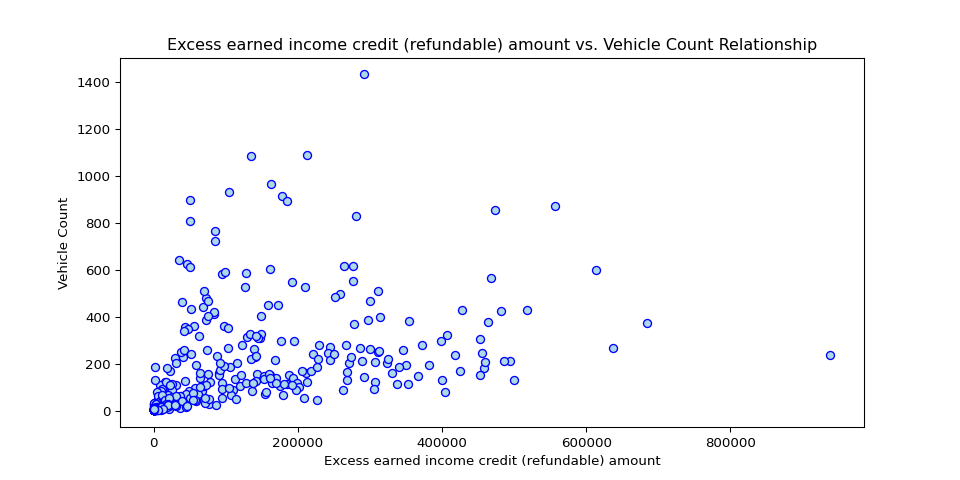 Excess earned income credit (refundable) amount vs. Vehicle Count Relationship
1400
1200
1000
800
600
400
200
0
Vehicle Count
0 200000 400000 600000 800000
Excess earned income credit (refundable) amount